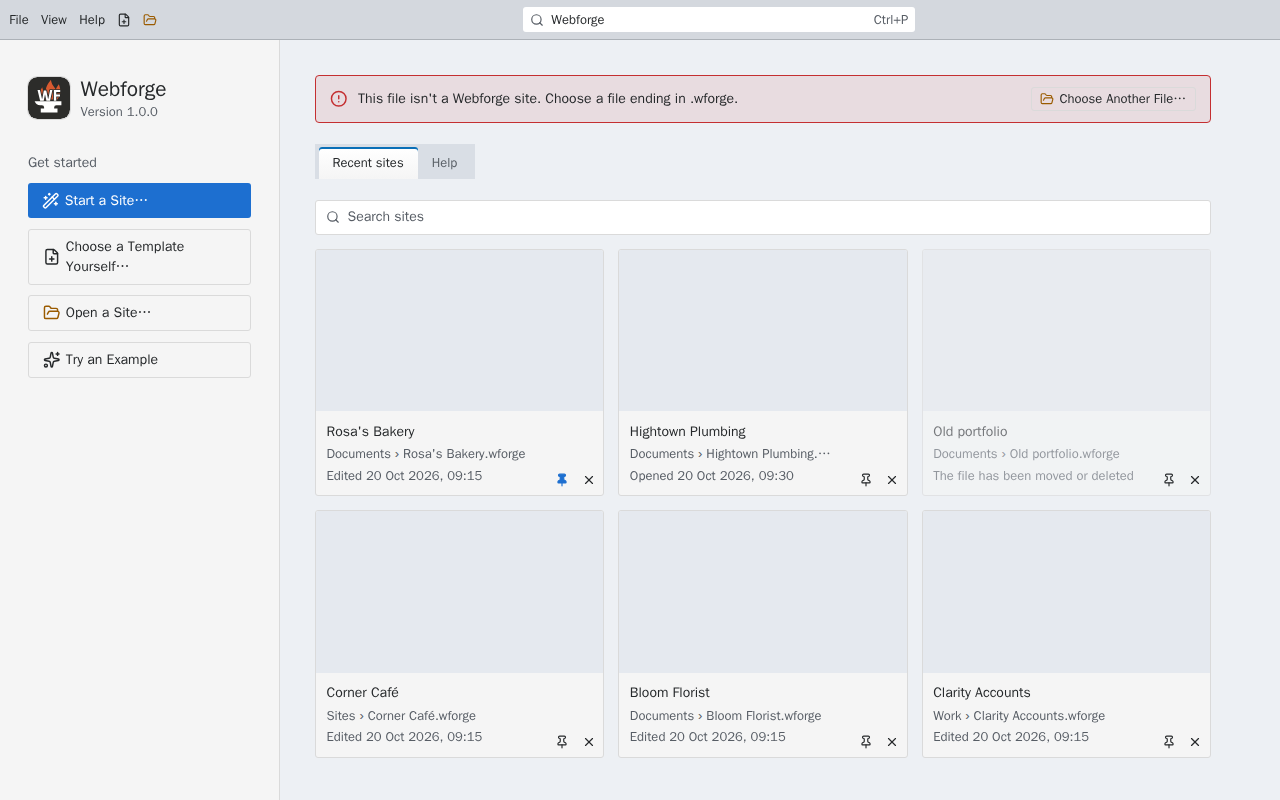 File View Help
Webforge Ctrl+P
WF
Webforge
Version 1.0.0
Get started
Start a Site···
Choose a Template
Yourself···
Open a Site···
Try an Example
This file isn't a Webforge site. Choose a file ending in .wforge.
Choose Another File···
Recent sites Help
Search sites
Rosa's Bakery
Documents › Rosa's Bakery.wforge
Edited 20 Oct 2026, 09:15
Hightown Plumbing
Documents › Hightown Plumbing.···
Opened 20 Oct 2026, 09:30
Old portfolio
Documents › Old portfolio.wforge
The file has been moved or deleted
Corner Café
Sites › Corner Café.wforge
Edited 20 Oct 2026, 09:15
Bloom Florist
Documents › Bloom Florist.wforge
Edited 20 Oct 2026, 09:15
Clarity Accounts
Work › Clarity Accounts.wforge
Edited 20 Oct 2026, 09:15